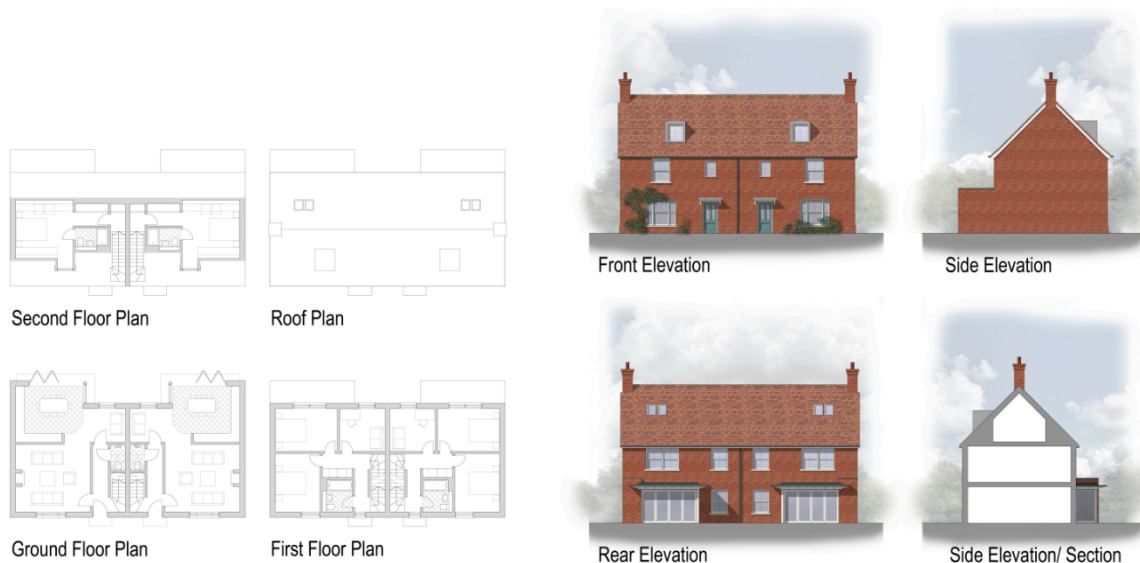 Second Floor Plan
Roof Plan
Ground Floor Plan
First Floor Plan
Front Elevation
Side Elevation
Rear Elevation
Side Elevation/ Section